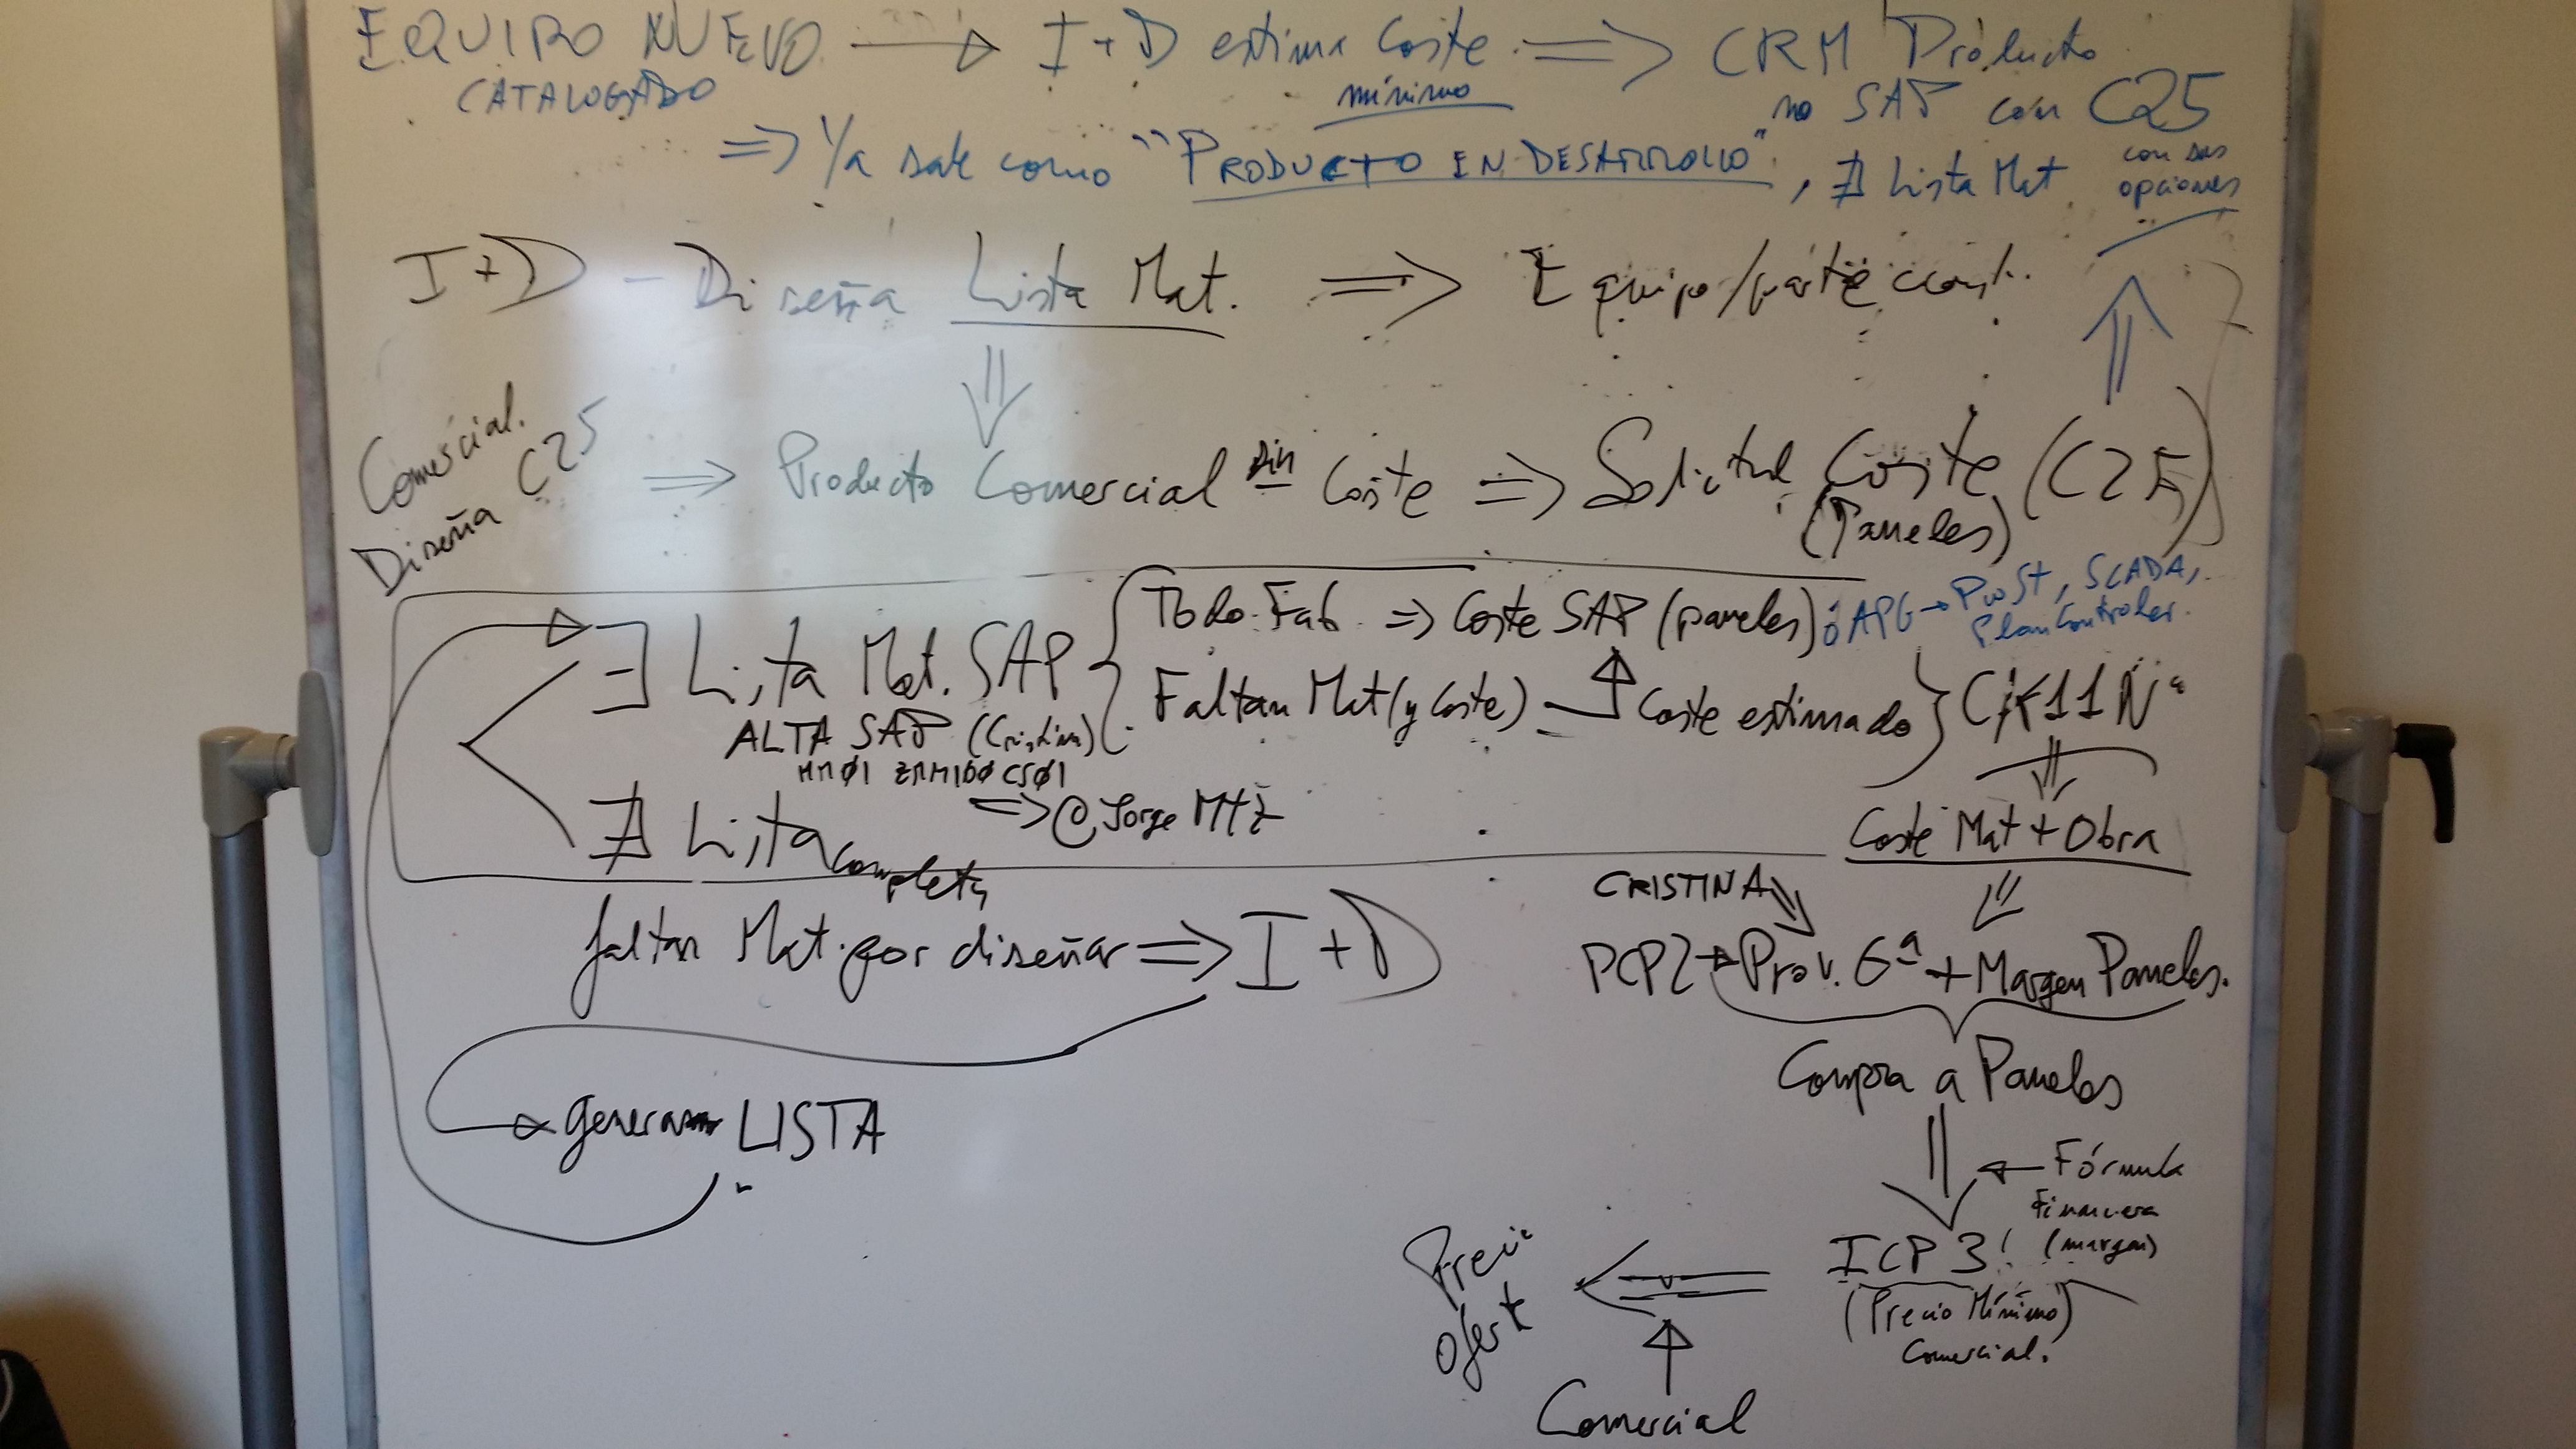 EQUIPO NUEVO → I+D estima Coste ⇒ CRM Producto
CATALOGADO mínimo no SAP con C25
⇒ Ya sale como "PRODUCTO EN DESARROLLO", ∄ Lista Mat con sus
opciones
I+D - Diseña Lista Mat. ⇒ Equipo/parte
Comercial.
Diseña C25
⇒ Producto Comercial sin Coste ⇒ Solicitud Coste (C25)
(Paneles)
∃ Lista Mat. SAP { Todo Fab. ⇒ Coste SAP (paneles) ó APG → PwSt, SCADA,
Plan Controler.
Faltan Mat (y Coste) → Coste estimado } CK11N
ALTA SAP (Cristina)
MM01 ZMM100 CS01
⇒ @Jorge MTZ
∄ Lista completa
Coste Mat + Obra
faltan Mat. por diseñar ⇒ I+D
CRISTINA
PCP2 → Prov. Gª + Margen Paneles.
Compra a Paneles
generan LISTA
← Fórmula
Financiera
(margen)
ICP3!
(Precio Mínimo)
Comercial.
Precio
oferta
Comercial